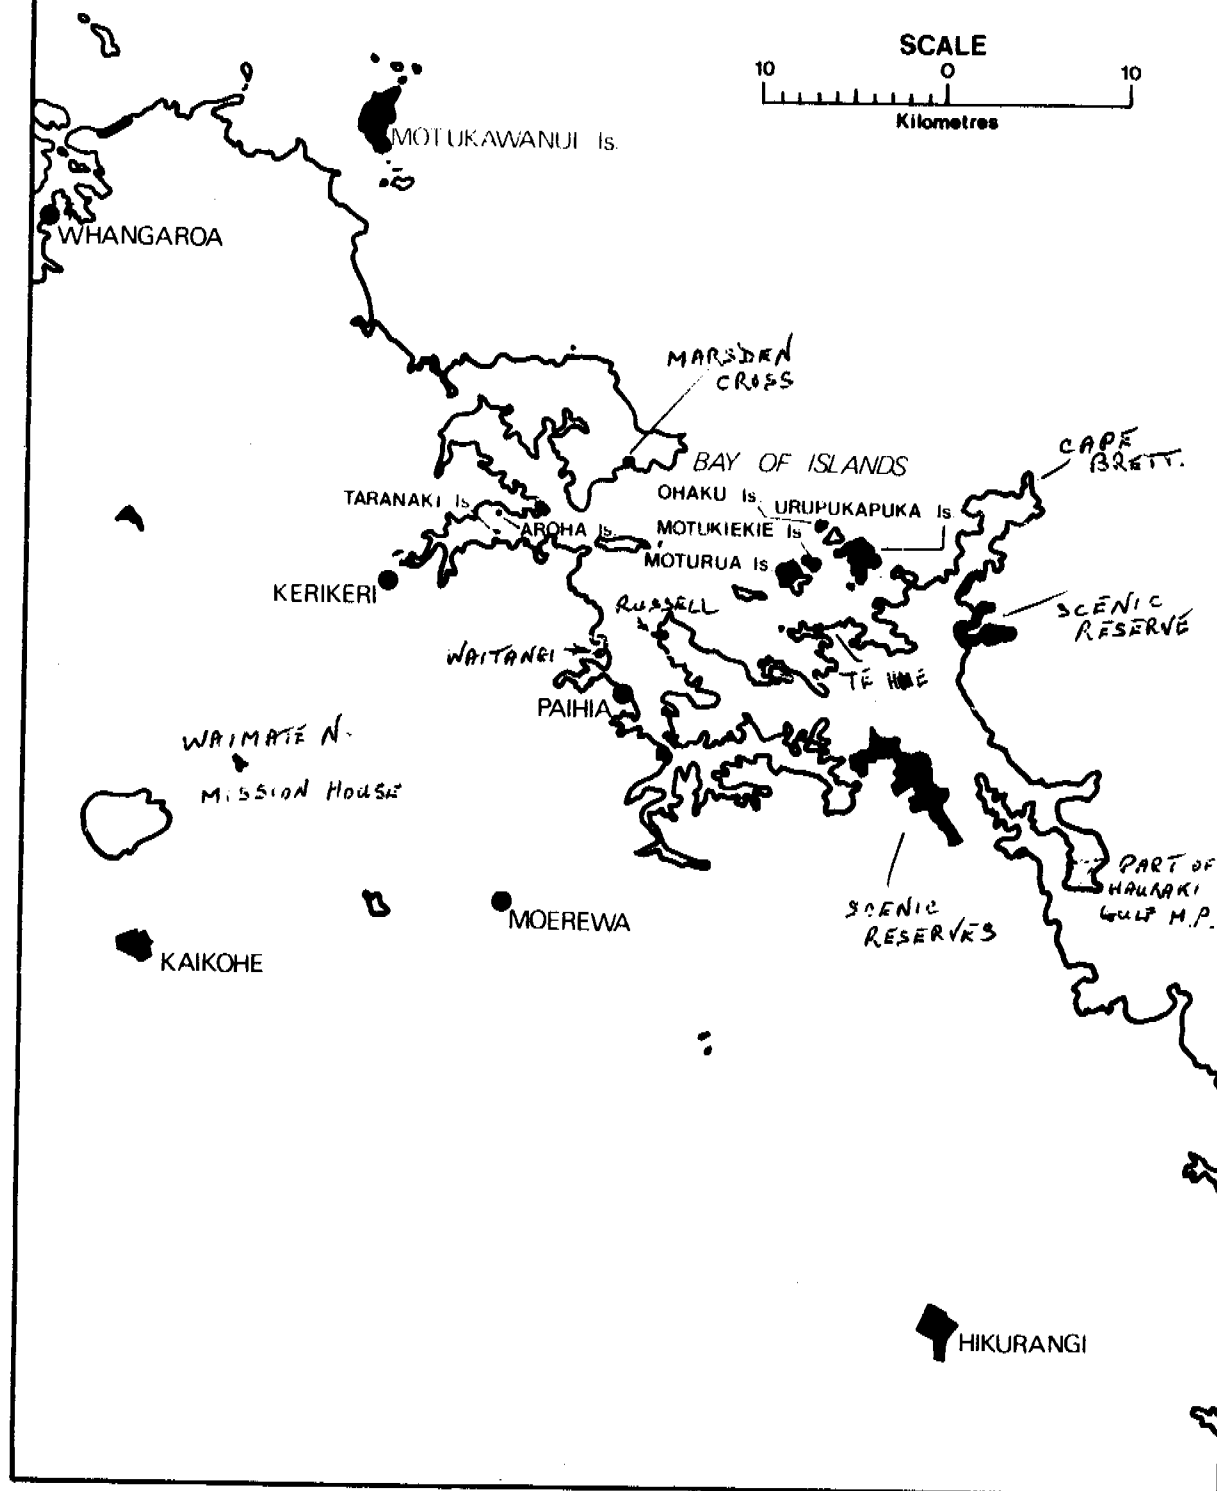 SCALE
10 0 10
Kilometres
MOTUKAWANUI Is.
WHANGAROA
MARSDEN
CROSS
BAY OF ISLANDS
CAPE
BRETT.
TARANAKI Is.
OHAKU Is.
URUPUKAPUKA Is.
AROHA Is.
MOTUKIEKIE Is.
MOTURUA Is.
KERIKERI
RUSSELL
SCENIC
RESERVE
WAITANGI
TE HUE
PAIHIA
WAIMATE N.
MISSION HOUSE
PART OF
HAURAKI
GULF M.P.
SCENIC
RESERVES
MOEREWA
KAIKOHE
HIKURANGI